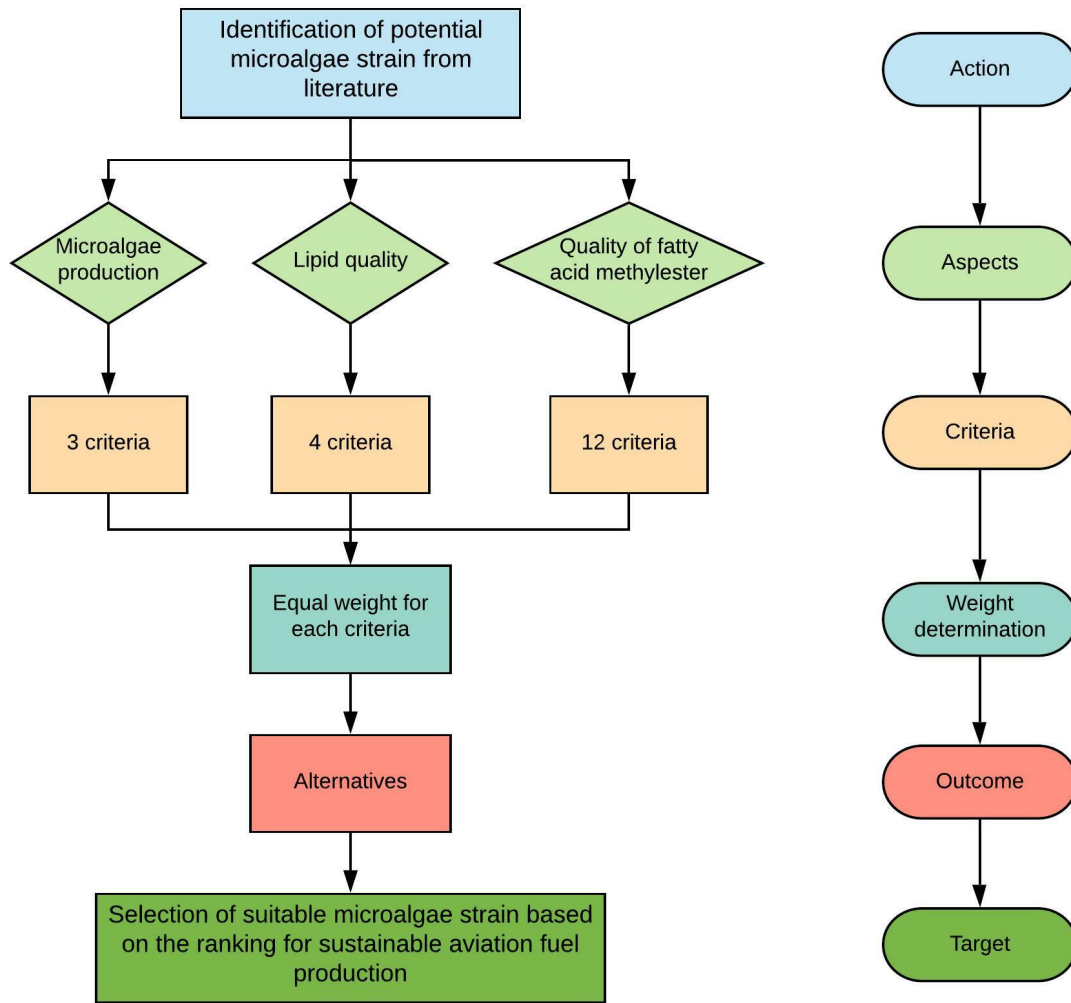 Identification of potential
microalgae strain from
literature
Microalgae
production
Lipid quality
Quality of fatty
acid methylester
3 criteria
4 criteria
12 criteria
Equal weight for
each criteria
Alternatives
Selection of suitable microalgae strain based
on the ranking for sustainable aviation fuel
production
Action
Aspects
Criteria
Weight
determination
Outcome
Target